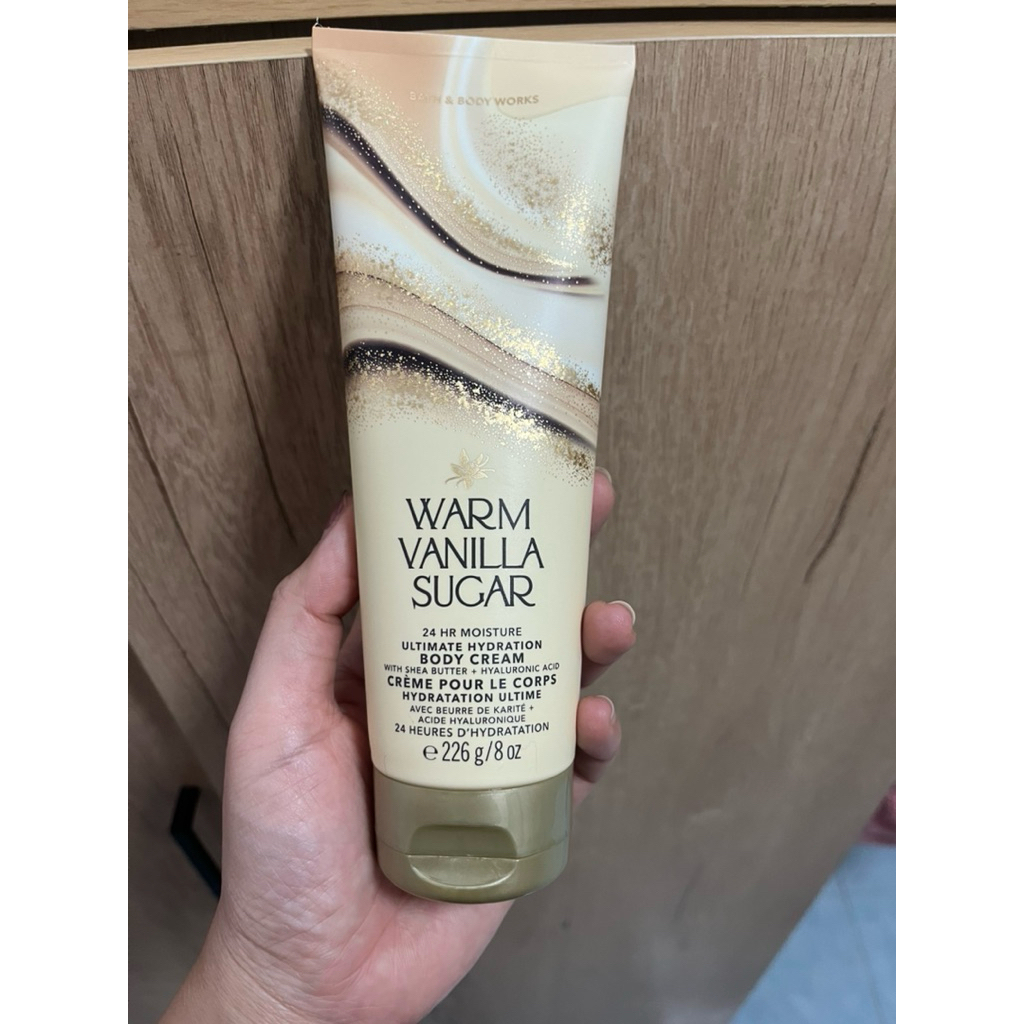 BATH & BODY WORKS
WARM
VANILLA
SUGAR
24 HR MOISTURE
ULTIMATE HYDRATION
BODY CREAM
WITH SHEA BUTTER + HYALURONIC ACID
CRÈME POUR LE CORPS
HYDRATATION ULTIME
AVEC BEURRE DE KARITÉ +
ACIDE HYALURONIQUE
24 HEURES D'HYDRATATION
℮ 226 g/8 oz